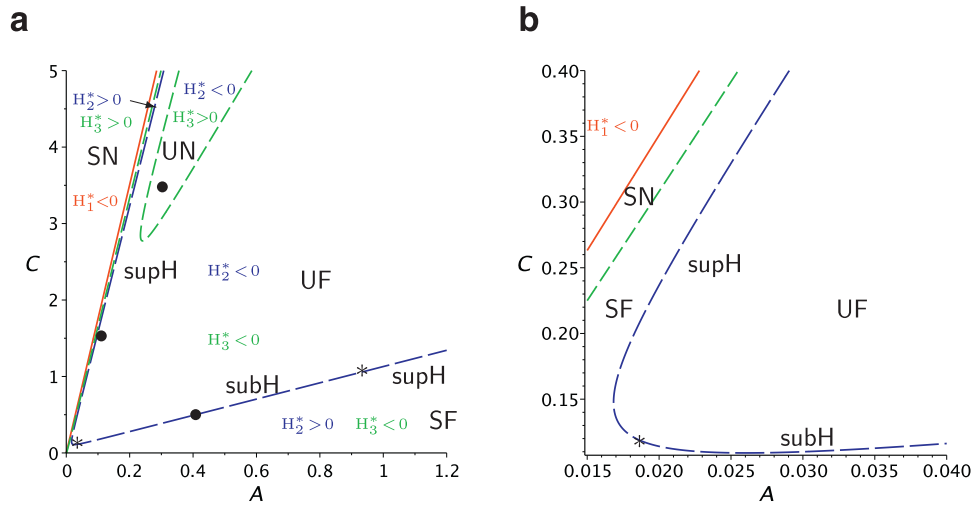 a
b
5
4
3
2
1
0
C
H₂* > 0
H₃* > 0
SN
H₁* < 0
H₂* < 0
H₃* > 0
UN
supH
H₂* < 0
UF
H₃* < 0
subH
*
*
supH
SF
H₂* > 0
H₃* < 0
0
0.2
0.4
0.6
0.8
1
1.2
A
0.40
0.35
0.30
0.25
0.20
0.15
C
H₁* < 0
SN
supH
SF
UF
*
subH
0.015
0.020
0.025
0.030
0.035
0.040
A